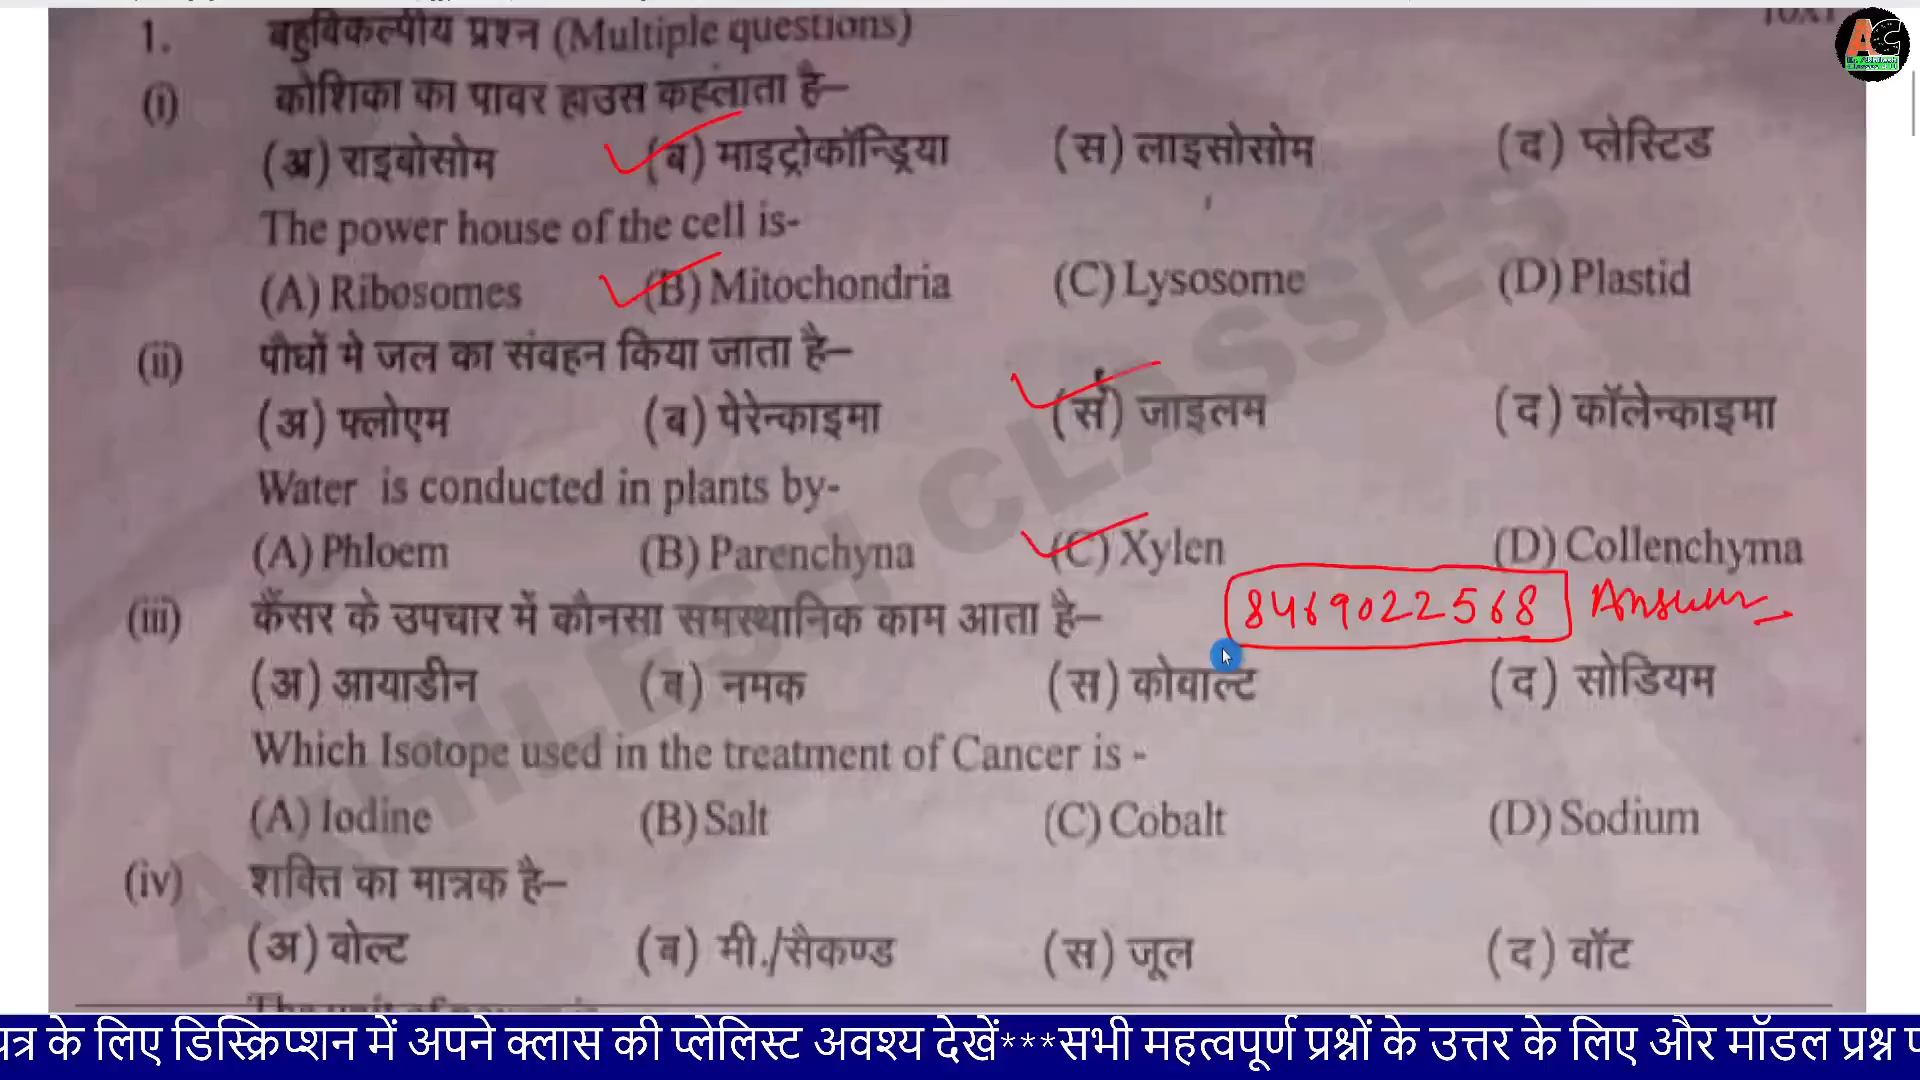 1. बहुविकल्पीय प्रश्न (Multiple questions)
(i) कोशिका का पावर हाउस कहलाता है–
(अ) राइबोसोम (ब) माइट्रोकॉन्ड्रिया (स) लाइसोसोम (द) प्लेस्टिड
The power house of the cell is-
(A) Ribosomes (B) Mitochondria (C) Lysosome (D) Plastid
(ii) पौधों मे जल का संवहन किया जाता है–
(अ) फ्लोएम (ब) पेरेन्काइमा (स) जाइलम (द) कॉलेन्काइमा
Water is conducted in plants by-
(A) Phloem (B) Parenchyna (C) Xylen (D) Collenchyma
8469022568 Answer
(iii) कैंसर के उपचार में कौनसा समस्थानिक काम आता है–
(अ) आयाडीन (ब) नमक (स) कोवाल्ट (द) सोडियम
Which Isotope used in the treatment of Cancer is -
(A) Iodine (B) Salt (C) Cobalt (D) Sodium
(iv) शक्ति का मात्रक है–
(अ) वोल्ट (ब) मी./सैकण्ड (स) जूल (द) वॉट
AKHILESH CLASSES
AC
पत्र के लिए डिस्क्रिप्शन में अपने क्लास की प्लेलिस्ट अवश्य देखें***सभी महत्वपूर्ण प्रश्नों के उत्तर के लिए और मॉडल प्रश्न